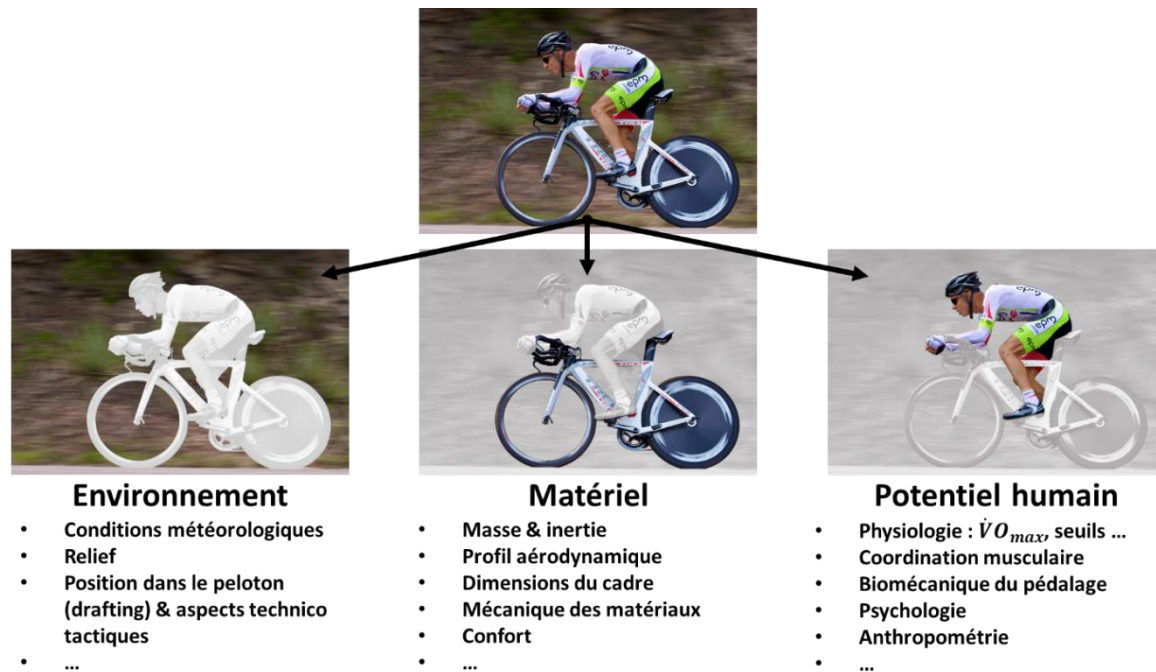 epm
Environnement
• Conditions météorologiques
• Relief
• Position dans le peloton
(drafting) & aspects technico
tactiques
• ...
Matériel
• Masse & inertie
• Profil aérodynamique
• Dimensions du cadre
• Mécanique des matériaux
• Confort
• ...
Potentiel humain
• Physiologie : V̇O_max, seuils ...
• Coordination musculaire
• Biomécanique du pédalage
• Psychologie
• Anthropométrie
• ...